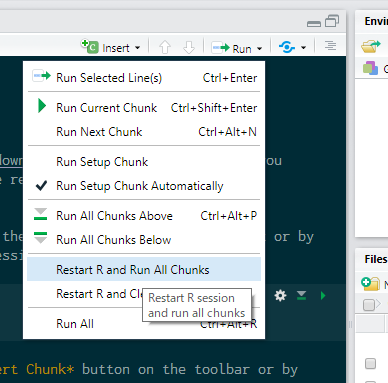 Envi
Insert
Run
Run Selected Line(s) Ctrl+Enter
Run Current Chunk Ctrl+Shift+Enter
Run Next Chunk Ctrl+Alt+N
down
ou
e re
Run Setup Chunk
Run Setup Chunk Automatically
Run All Chunks Above Ctrl+Alt+P
the
or by
Run All Chunks Below
essi
Files
Restart R and Run All Chunks
Restart R and Cl
Restart R session
and run all chunks
Run All Ctrl+Alt+R
ert Chunk* button on the toolbar or by